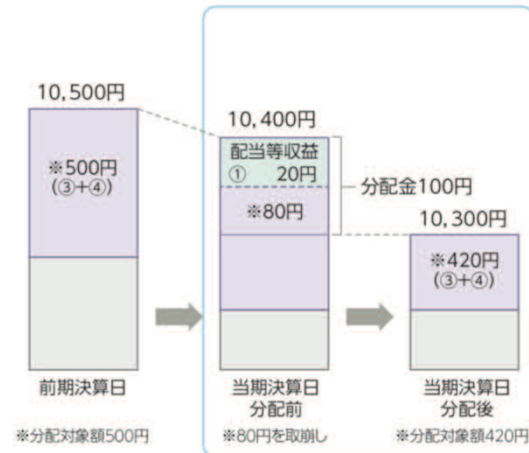 10,500円
※500円
(③+④)
前期決算日
※分配対象額500円
10,400円
配当等収益
① 20円
※80円
分配金100円
当期決算日
分配前
※80円を取崩し
10,300円
※420円
(③+④)
当期決算日
分配後
※分配対象額420円